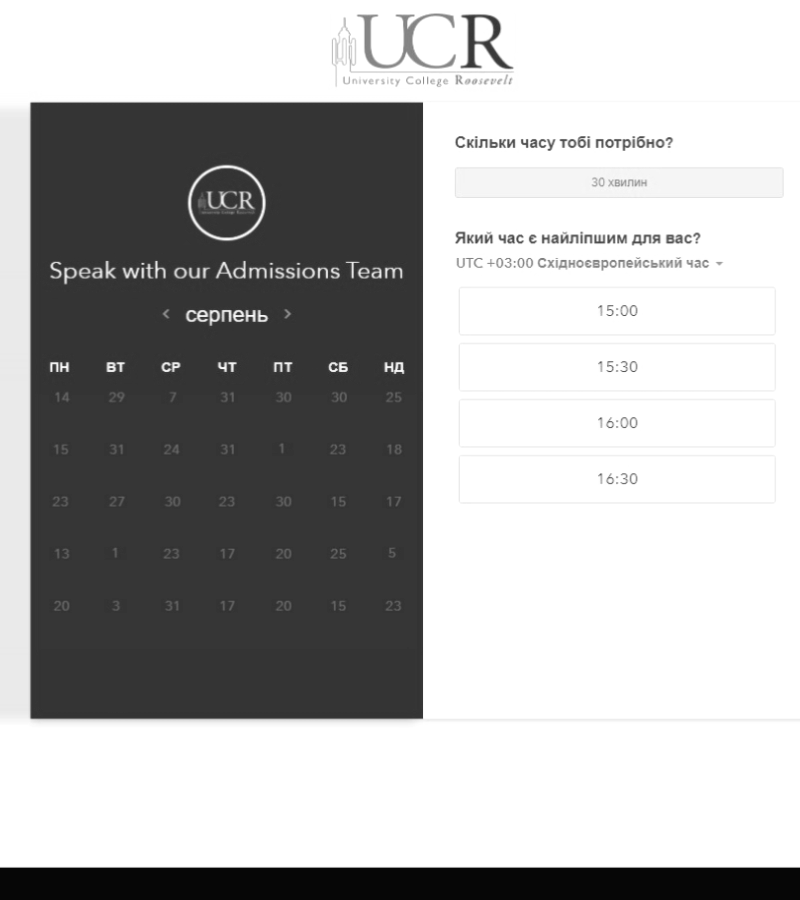 UCR
University College Roosevelt
UCR
Speak with our Admissions Team
< серпень >
ПН ВТ СР ЧТ ПТ СБ НД
14 29 7 31 30 30 25
15 31 24 31 1 23 18
23 27 30 23 30 15 17
13 1 23 17 20 25 5
20 3 31 17 20 15 23
Скільки часу тобі потрібно?
30 хвилин
Який час є найліпшим для вас?
UTC +03:00 Східноєвропейський час
15:00
15:30
16:00
16:30